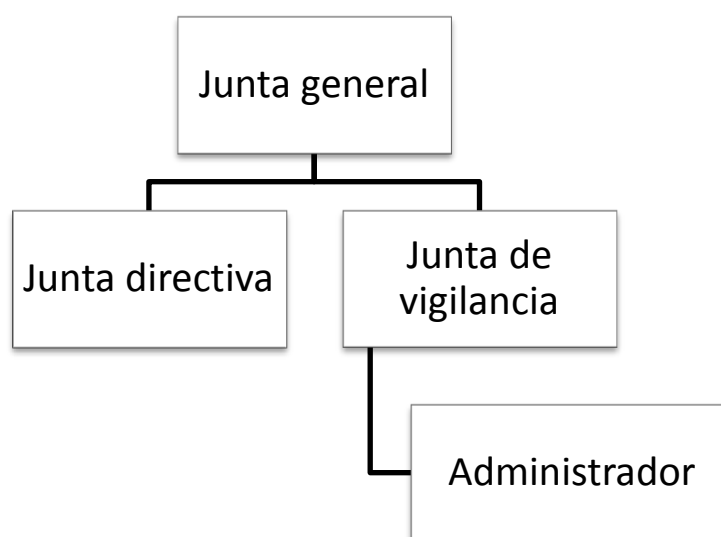 Junta general
Junta directiva
Junta de
vigilancia
Administrador